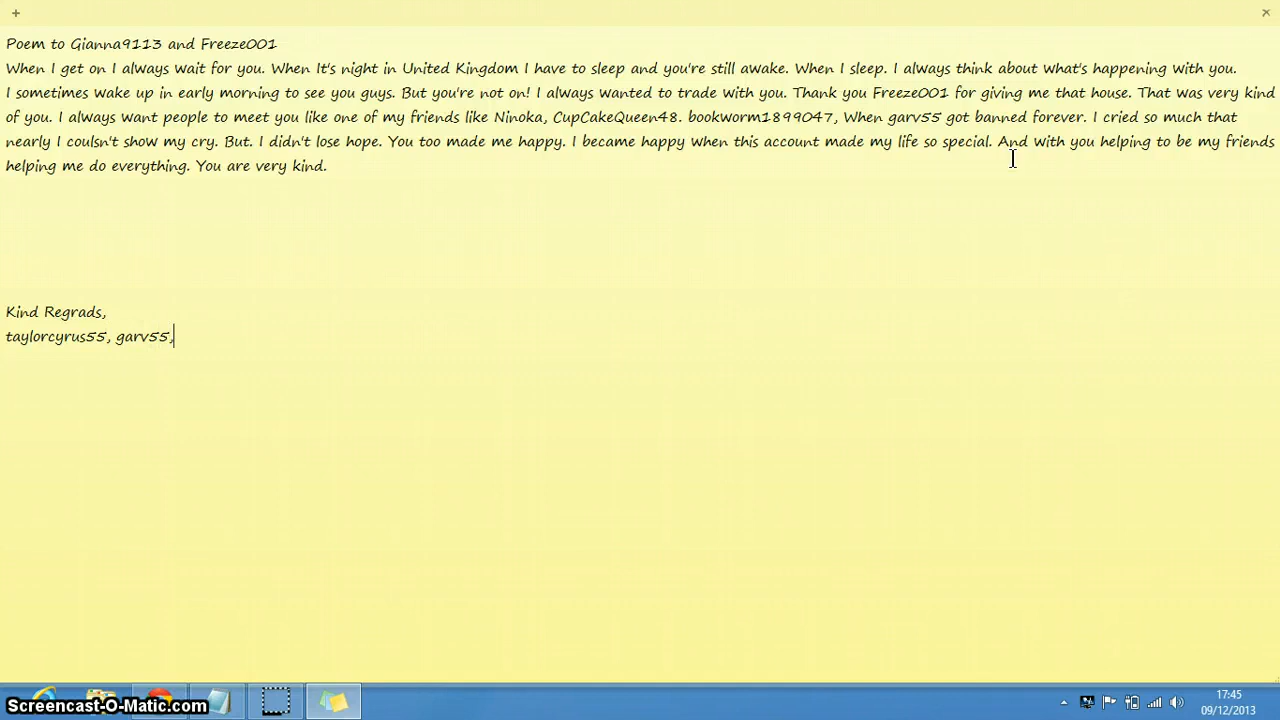 Poem to Gianna9113 and Freeze001
When I get on I always wait for you. When It's night in United Kingdom I have to sleep and you're still awake. When I sleep. I always think about what's happening with you.
I sometimes wake up in early morning to see you guys. But you're not on! I always wanted to trade with you. Thank you Freeze001 for giving me that house. That was very kind
of you. I always want people to meet you like one of my friends like Ninoka, CupCakeQueen48. bookworm1899047, When garv55 got banned forever. I cried so much that
nearly I coulsn't show my cry. But. I didn't lose hope. You too made me happy. I became happy when this account made my life so special. And with you helping to be my friends
helping me do everything. You are very kind.
Kind Regrads,
taylorcyrus55, garv55,
Screencast-O-Matic.com
17:45
09/12/2013